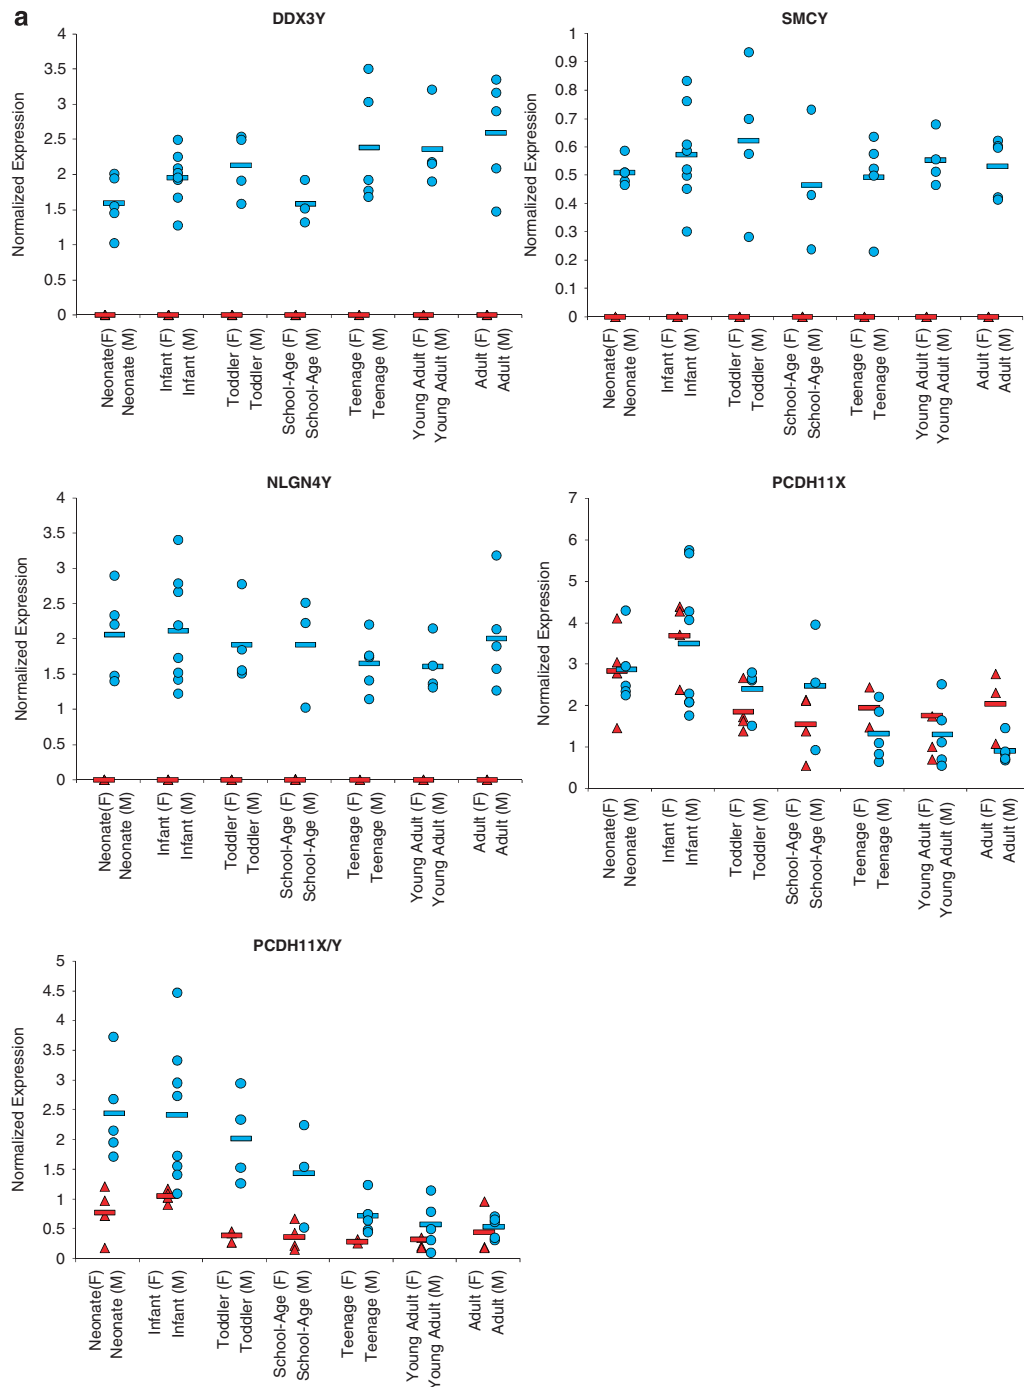 a
DDX3Y
Normalized Expression
4
3.5
3
2.5
2
1.5
1
0.5
0
Neonate(F)
Neonate (M)
Infant (F)
Infant (M)
Toddler (F)
Toddler (M)
School-Age (F)
School-Age (M)
Teenage (F)
Teenage (M)
Young Adult (F)
Young Adult (M)
Adult (F)
Adult (M)
SMCY
Normalized Expression
1
0.9
0.8
0.7
0.6
0.5
0.4
0.3
0.2
0.1
0
Neonate(F)
Neonate (M)
Infant (F)
Infant (M)
Toddler (F)
Toddler (M)
School-Age (F)
School-Age (M)
Teenage (F)
Teenage (M)
Young Adult (F)
Young Adult (M)
Adult (F)
Adult (M)
NLGN4Y
Normalized Expression
4
3.5
3
2.5
2
1.5
1
0.5
0
Neonate(F)
Neonate (M)
Infant (F)
Infant (M)
Toddler (F)
Toddler (M)
School-Age (F)
School-Age (M)
Teenage (F)
Teenage (M)
Young Adult (F)
Young Adult (M)
Adult (F)
Adult (M)
PCDH11X
Normalized Expression
7
6
5
4
3
2
1
0
Neonate(F)
Neonate (M)
Infant (F)
Infant (M)
Toddler (F)
Toddler (M)
School-Age (F)
School-Age (M)
Teenage (F)
Teenage (M)
Young Adult (F)
Young Adult (M)
Adult (F)
Adult (M)
PCDH11X/Y
Normalized Expression
5
4.5
4
3.5
3
2.5
2
1.5
1
0.5
0
Neonate(F)
Neonate (M)
Infant (F)
Infant (M)
Toddler (F)
Toddler (M)
School-Age (F)
School-Age (M)
Teenage (F)
Teenage (M)
Young Adult (F)
Young Adult (M)
Adult (F)
Adult (M)